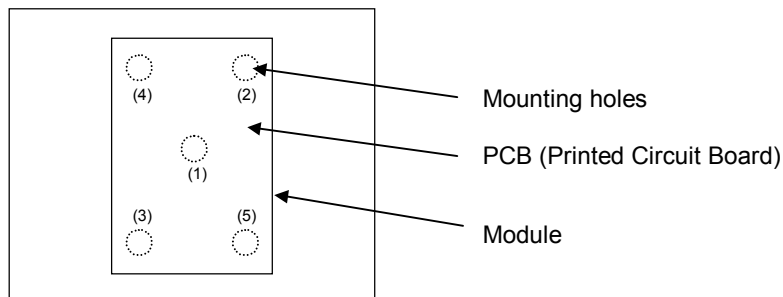 (4)
(2)
Mounting holes
PCB (Printed Circuit Board)
(1)
(3)
(5)
Module